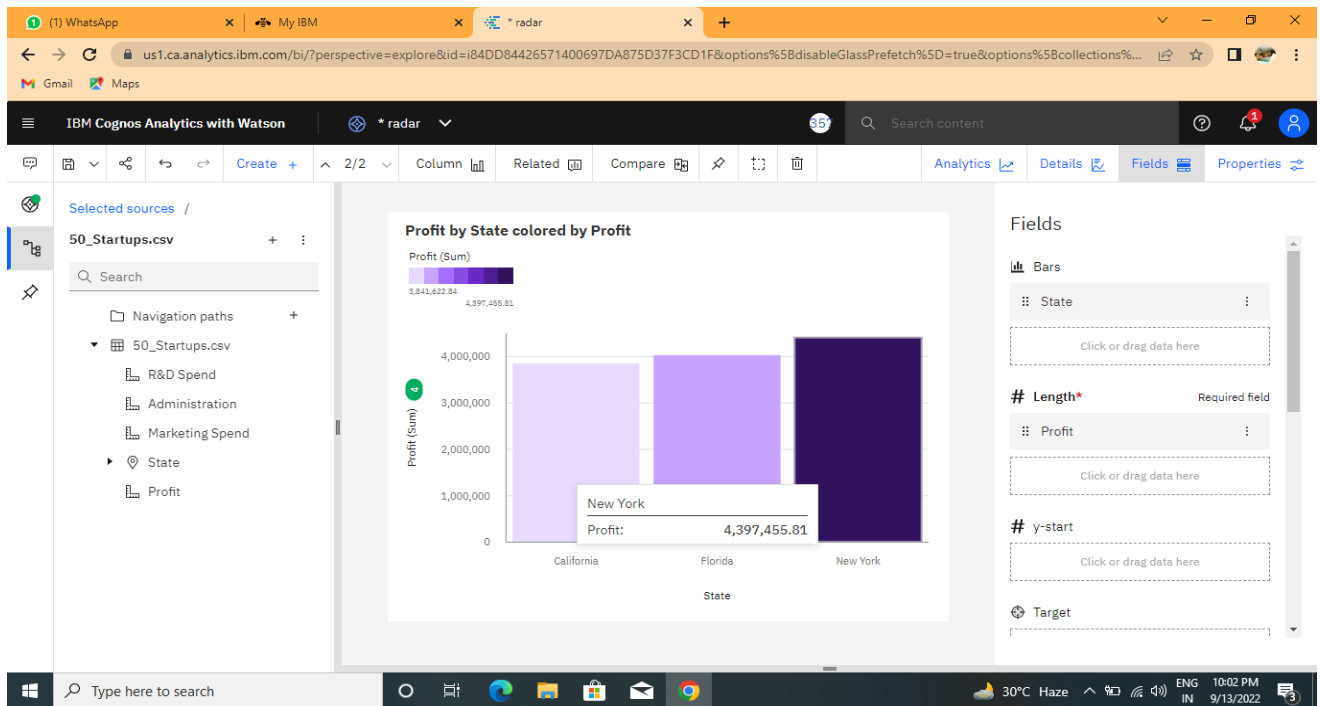 1 (1) WhatsApp
My IBM
* radar
us1.ca.analytics.ibm.com/bi/?perspective=explore&id=i84DD84426571400697DA875D37F3CD1F&options%5BdisableGlassPrefetch%5D=true&options%5Bcollections%...
Gmail Maps
IBM Cognos Analytics with Watson
* radar
Search content
1
2/2
Create +
Column
Related
Compare
Analytics
Details
Fields
Properties
Selected sources /
50_Startups.csv
Search
Navigation paths
50_Startups.csv
R&D Spend
Administration
Marketing Spend
State
Profit
Profit by State colored by Profit
Profit (Sum)
3,841,622.84
4,397,455.81
4
Profit (Sum)
4,000,000
3,000,000
2,000,000
1,000,000
0
New York
Profit: 4,397,455.81
California
Florida
New York
State
Fields
Bars
State
Click or drag data here
# Length* Required field
Profit
Click or drag data here
# y-start
Click or drag data here
Target
Type here to search
30°C Haze
ENG
IN
10:02 PM
9/13/2022
3